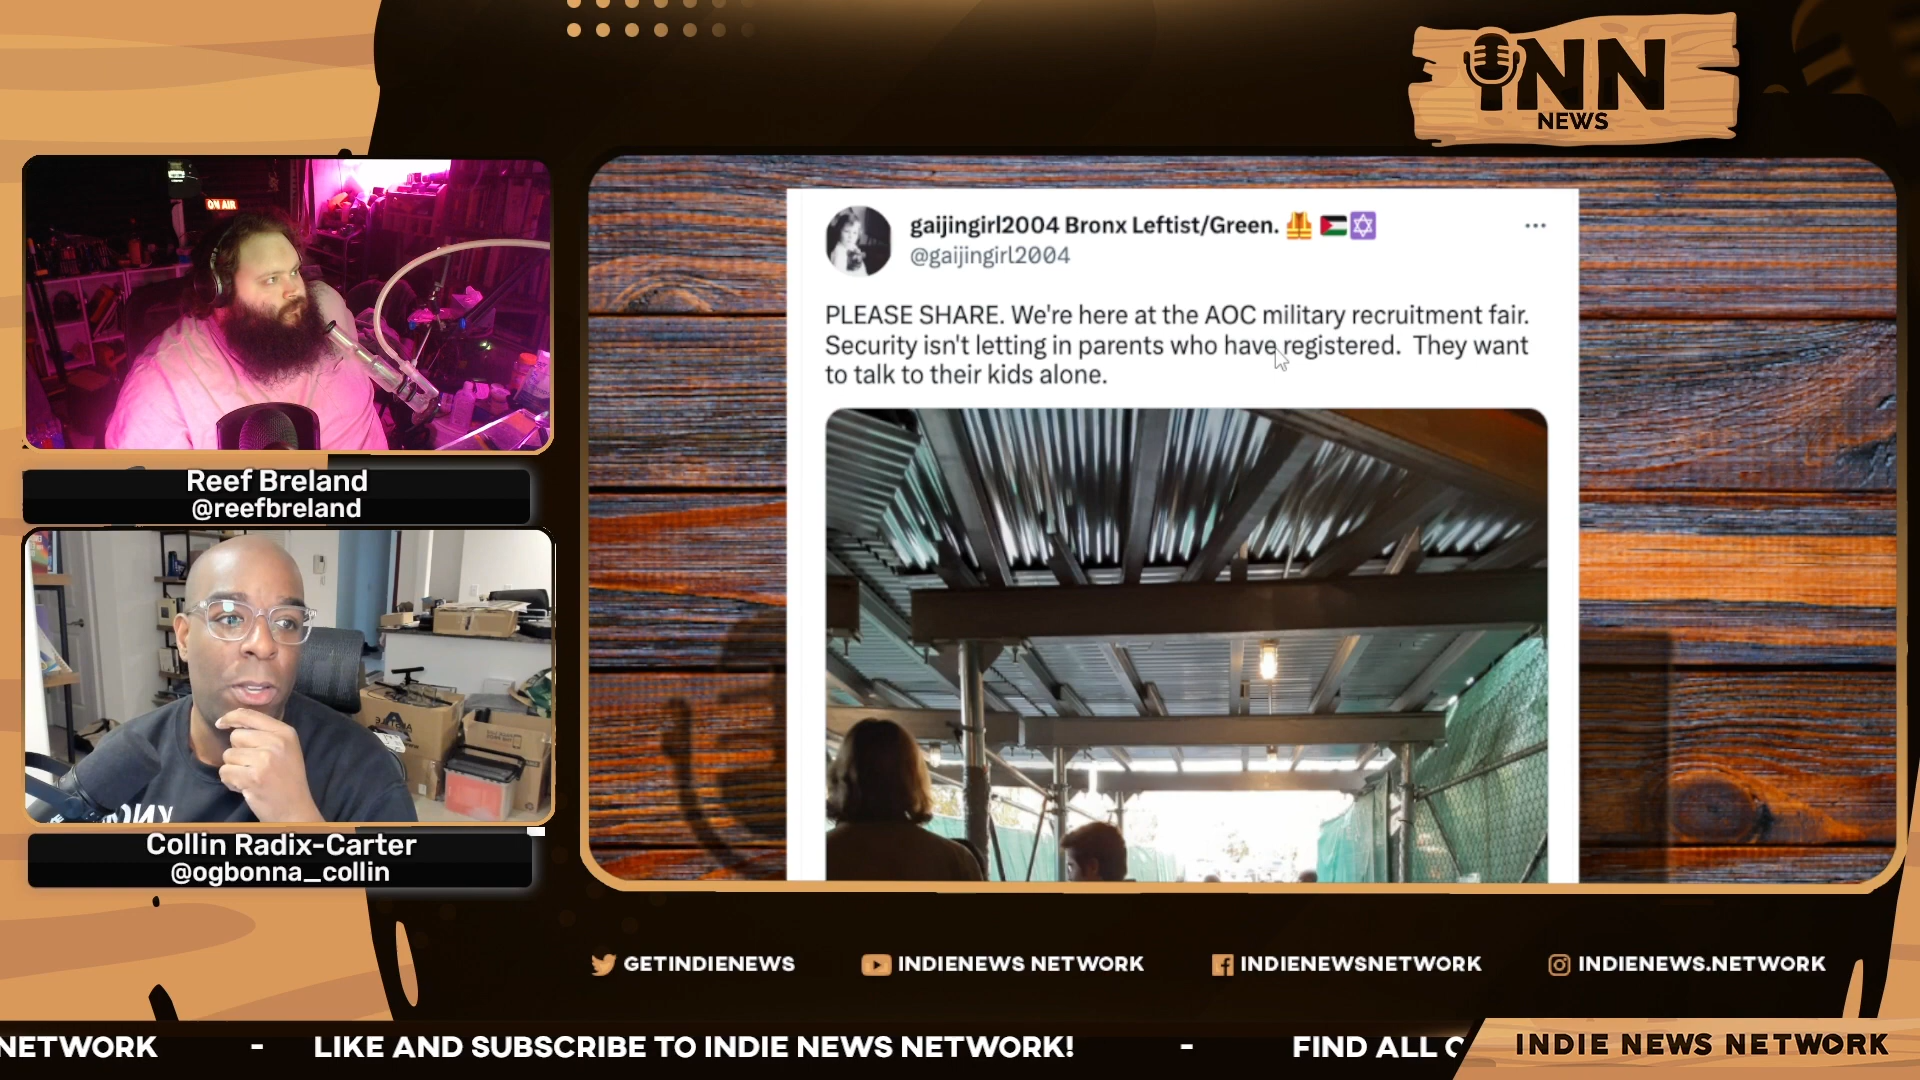 iNN
NEWS
ON AIR
gaijingirl2004 Bronx Leftist/Green.
@gaijingirl2004
PLEASE SHARE. We're here at the AOC military recruitment fair.
Security isn't letting in parents who have registered. They want
to talk to their kids alone.
Reef Breland
@reefbreland
Collin Radix-Carter
@ogbonna_collin
GETINDIENEWS
INDIENEWS NETWORK
INDIENEWSNETWORK
INDIENEWS.NETWORK
NETWORK - LIKE AND SUBSCRIBE TO INDIE NEWS NETWORK! - FIND ALL
INDIE NEWS NETWORK